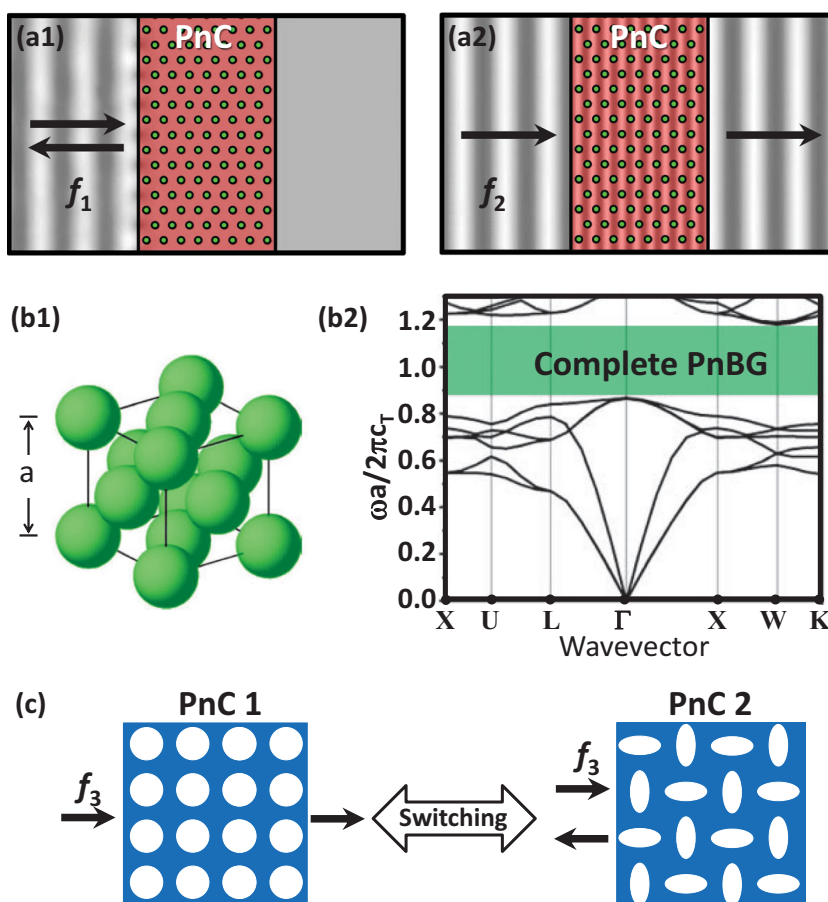 (a1) PnC
f1
(a2) PnC
f2
(b1)
a
(b2)
ωa/2πcT
1.2
1.0
0.8
0.6
0.4
0.2
0.0
Complete PnBG
X U L Γ X W K
Wavevector
(c)
PnC 1
f3
Switching
PnC 2
f3